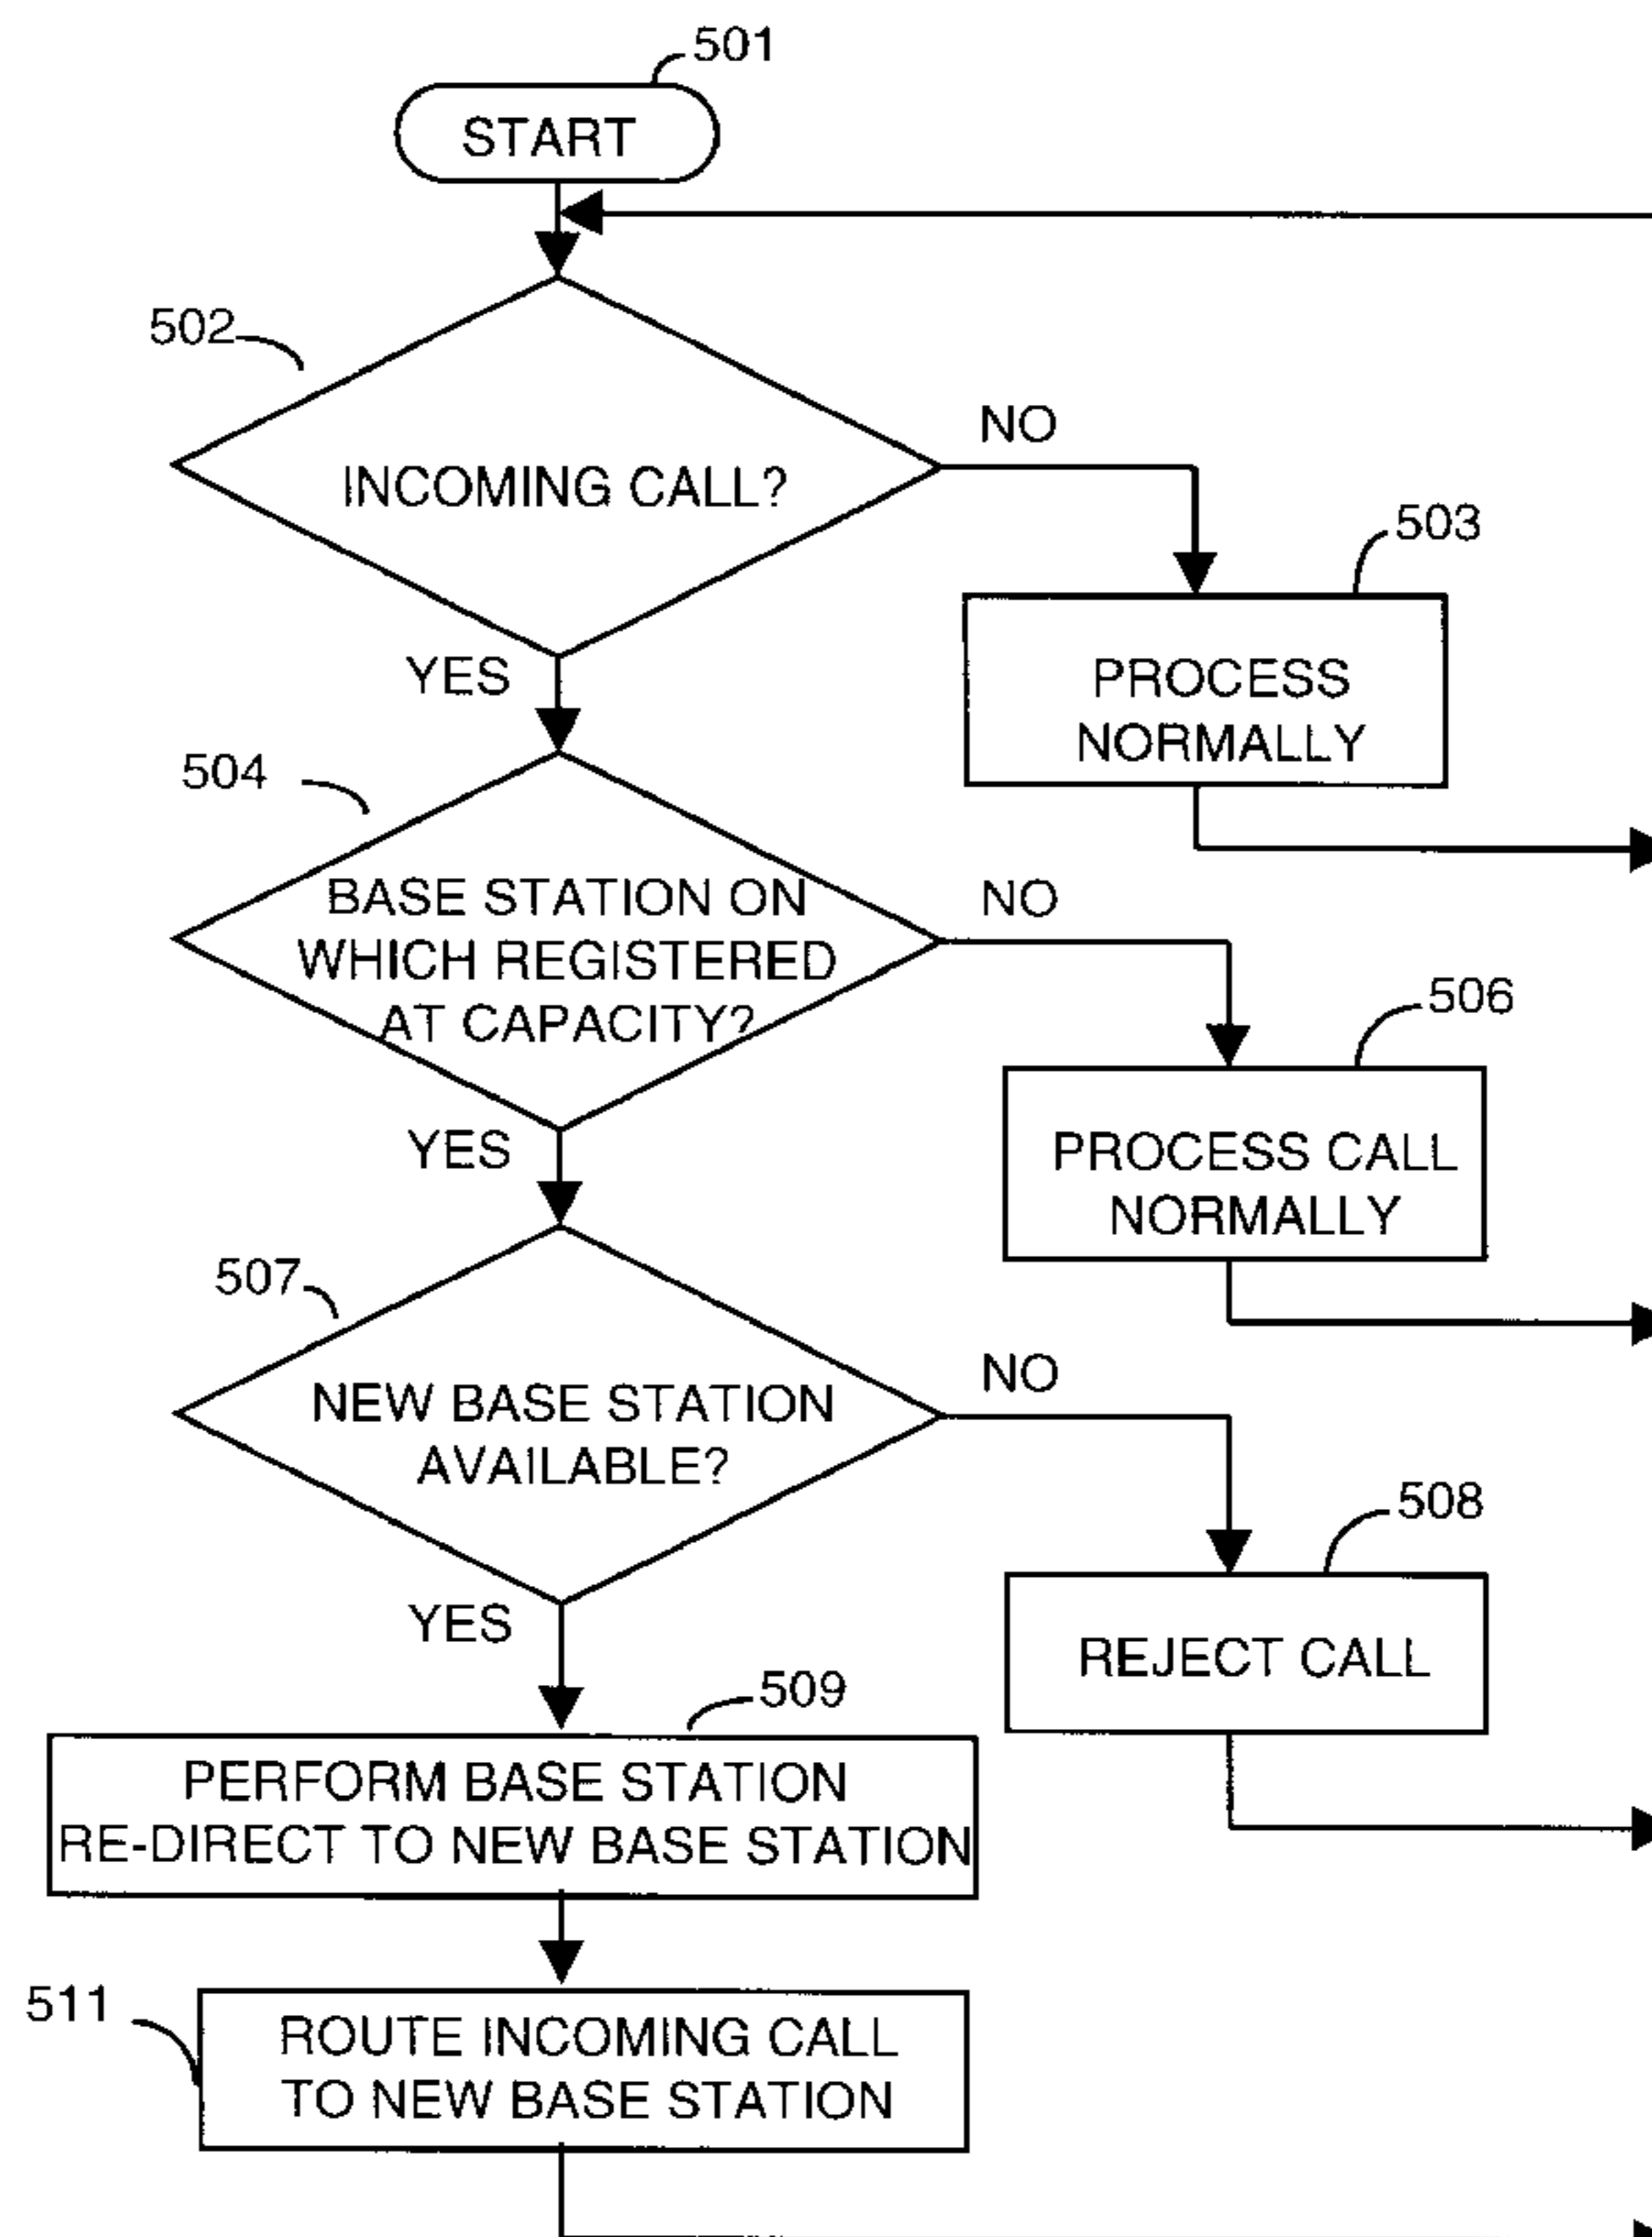 501
START
502
INCOMING CALL?
NO
503
PROCESS
NORMALLY
YES
504
BASE STATION ON
WHICH REGISTERED
AT CAPACITY?
NO
506
PROCESS CALL
NORMALLY
YES
507
NEW BASE STATION
AVAILABLE?
NO
508
REJECT CALL
YES
509
PERFORM BASE STATION
RE-DIRECT TO NEW BASE STATION
511
ROUTE INCOMING CALL
TO NEW BASE STATION